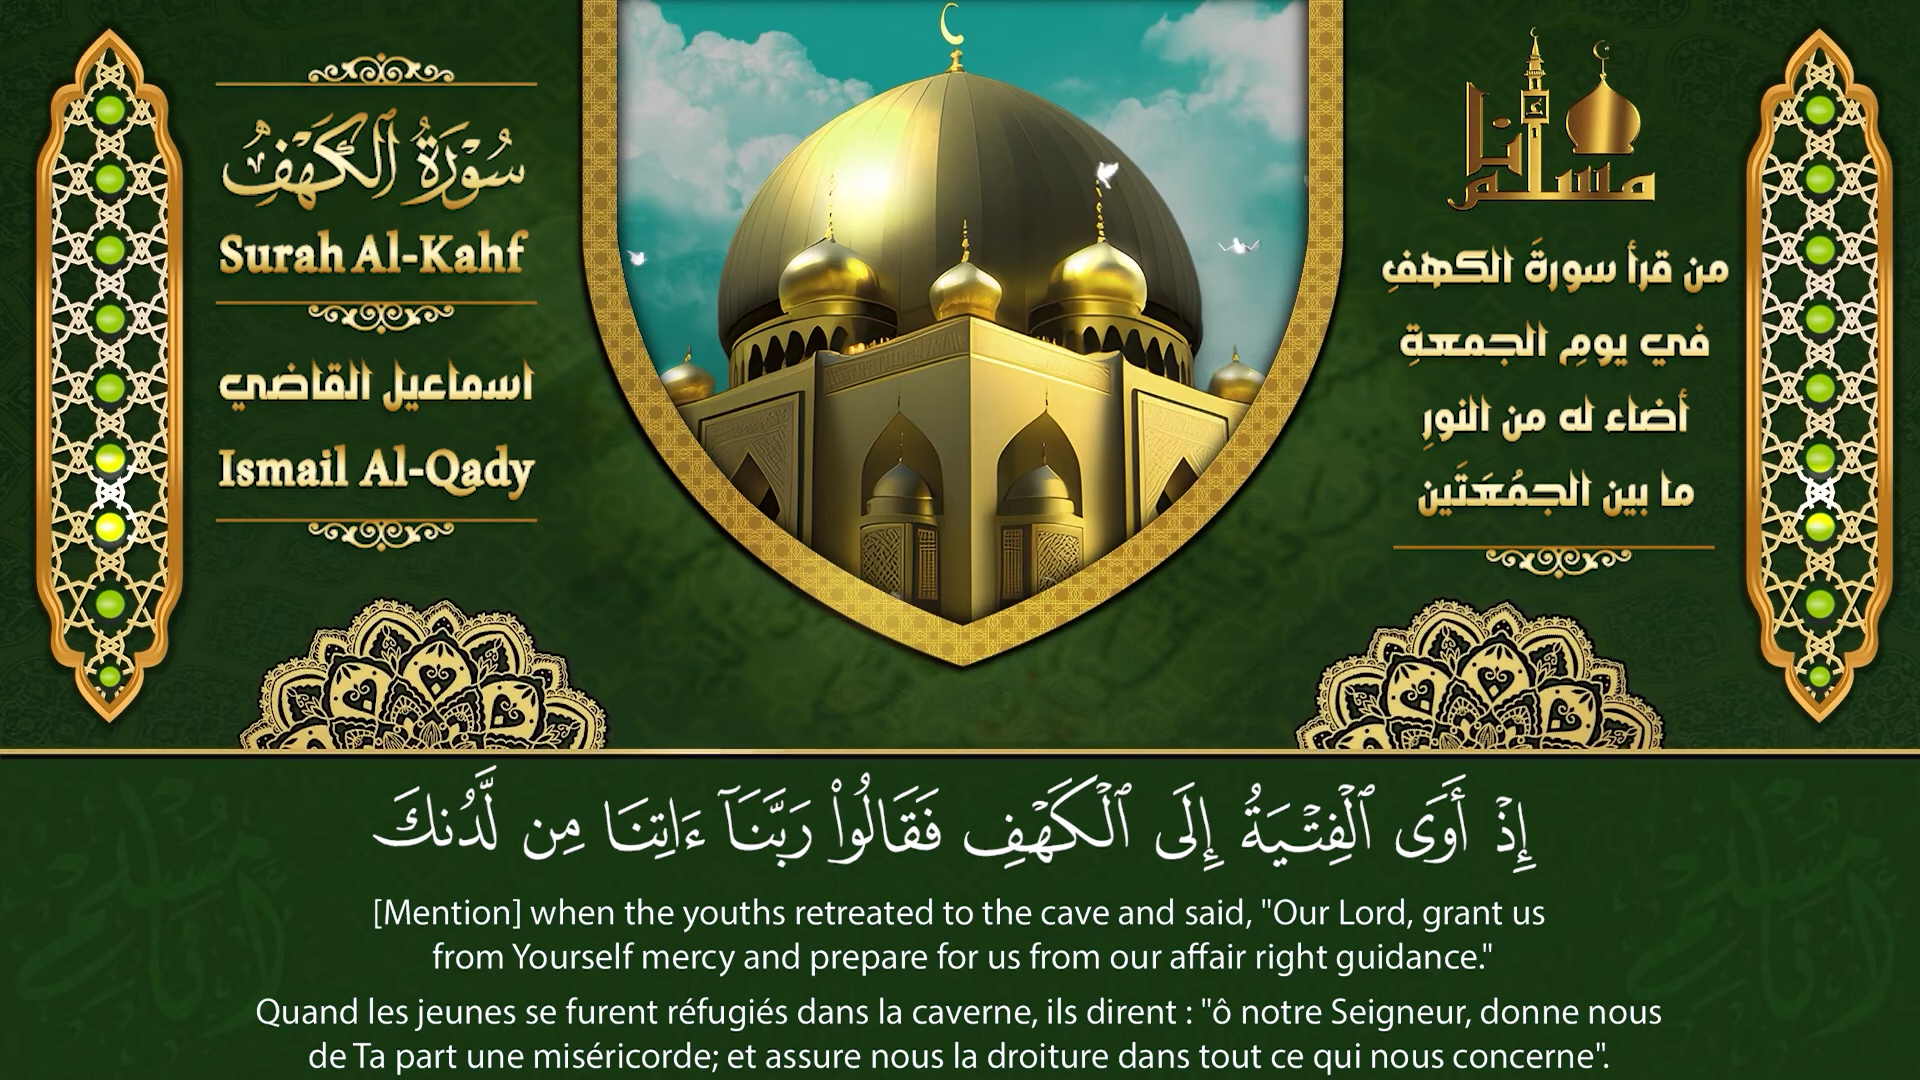 سُورَةُ ٱلْكَهْفِ
Surah Al-Kahf
اسماعيل القاضي
Ismail Al-Qady
أنا
مسلم
من قرأ سورةَ الكهفِ
في يومِ الجمعةِ
أضاء له من النورِ
ما بين الجمُعَتَين
إِذْ أَوَى ٱلْفِتْيَةُ إِلَى ٱلْكَهْفِ فَقَالُوا۟ رَبَّنَآ ءَاتِنَا مِن لَّدُنكَ
[Mention] when the youths retreated to the cave and said, "Our Lord, grant us
from Yourself mercy and prepare for us from our affair right guidance."
Quand les jeunes se furent réfugiés dans la caverne, ils dirent : "ô notre Seigneur, donne nous
de Ta part une miséricorde; et assure nous la droiture dans tout ce qui nous concerne".